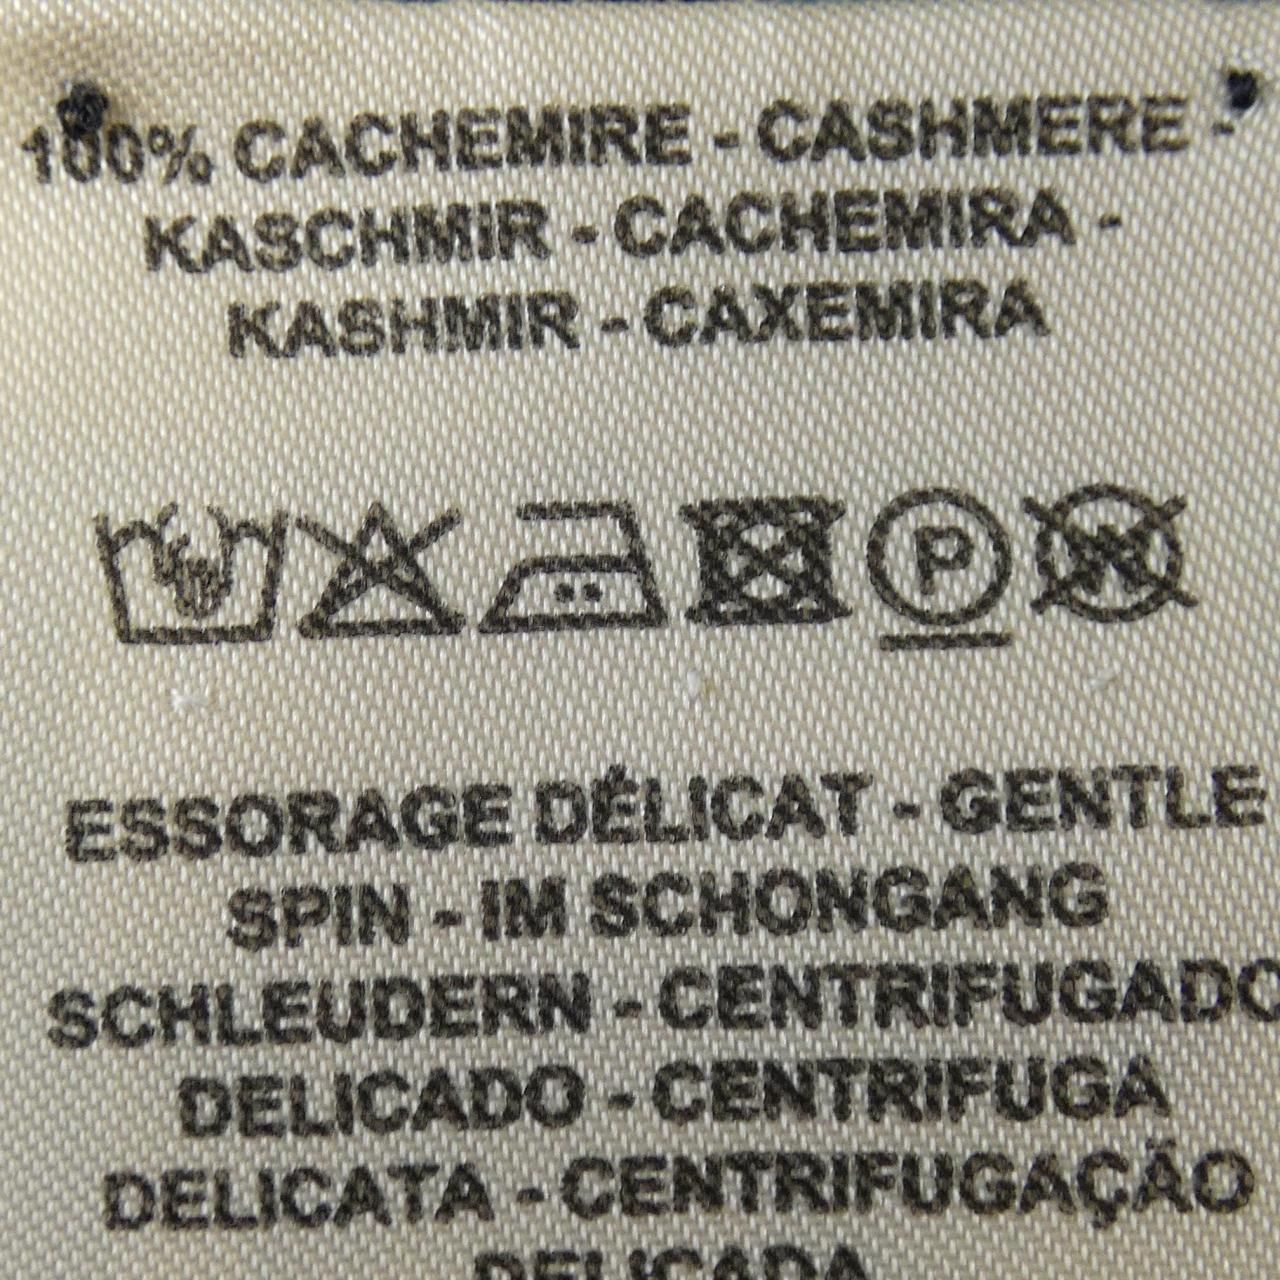 100% CACHEMIRE - CASHMERE -
KASCHMIR - CACHEMIRA -
KASHMIR - CAXEMIRA
P
W
ESSORAGE DÉLICAT - GENTLE
SPIN - IM SCHONGANG
SCHLEUDERN - CENTRIFUGADO
DELICADO - CENTRIFUGA
DELICATA - CENTRIFUGAÇÃO
DELICADA